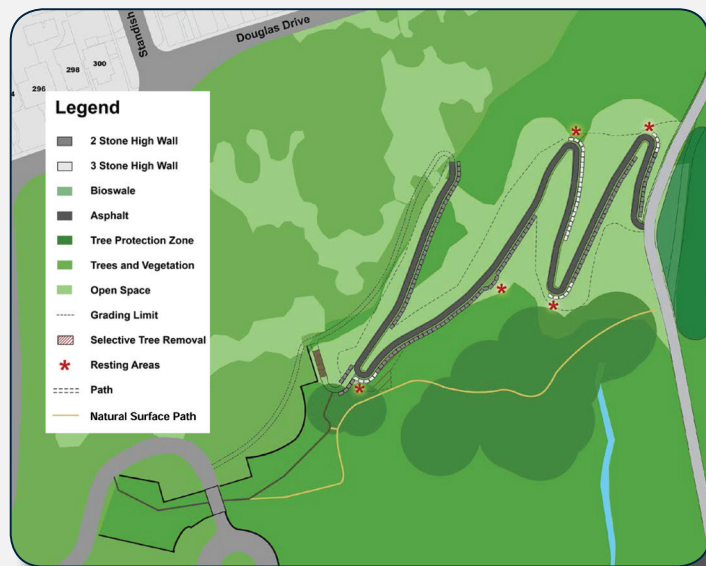 Standish
Douglas Drive
300
298
296
4
Legend
2 Stone High Wall
3 Stone High Wall
Bioswale
Asphalt
Tree Protection Zone
Trees and Vegetation
Open Space
Grading Limit
Selective Tree Removal
Resting Areas
Path
Natural Surface Path